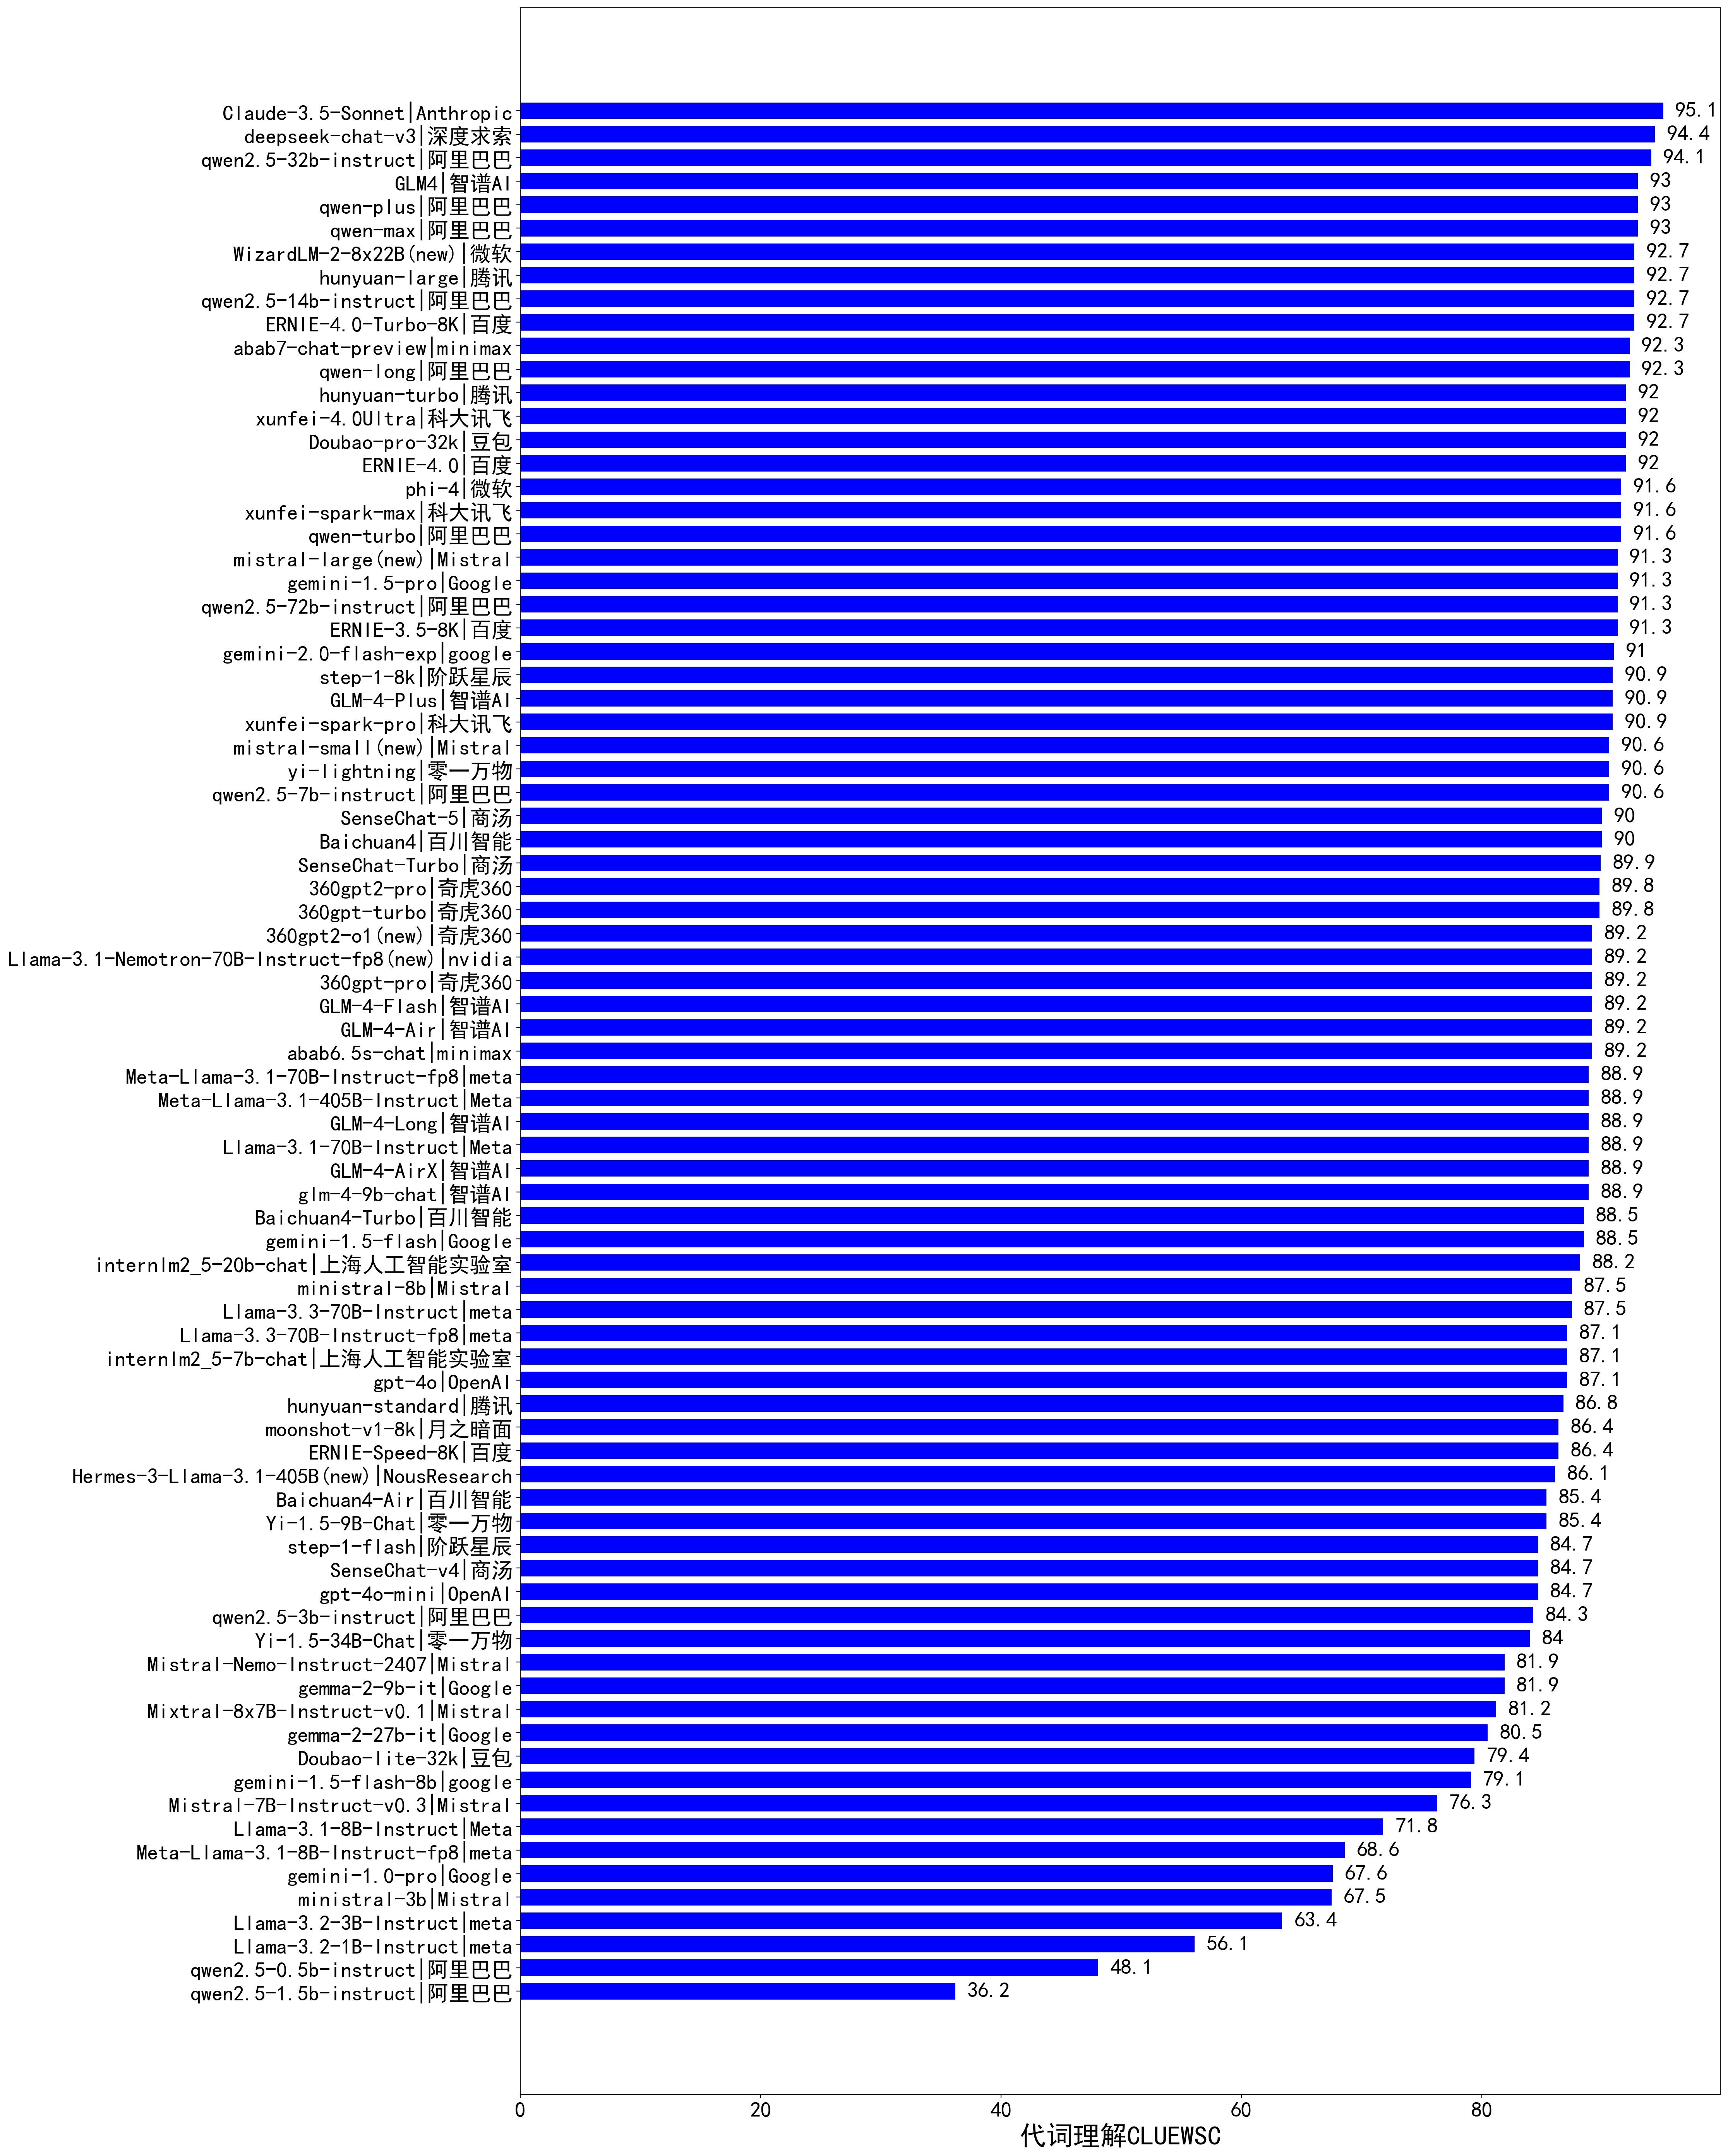 Claude-3.5-Sonnet|Anthropic 95.1
deepseek-chat-v3|深度求索 94.4
qwen2.5-32b-instruct|阿里巴巴 94.1
GLM4|智谱AI 93
qwen-plus|阿里巴巴 93
qwen-max|阿里巴巴 93
WizardLM-2-8x22B(new)|微软 92.7
hunyuan-large|腾讯 92.7
qwen2.5-14b-instruct|阿里巴巴 92.7
ERNIE-4.0-Turbo-8K|百度 92.7
abab7-chat-preview|minimax 92.3
qwen-long|阿里巴巴 92.3
hunyuan-turbo|腾讯 92
xunfei-4.0Ultra|科大讯飞 92
Doubao-pro-32k|豆包 92
ERNIE-4.0|百度 92
phi-4|微软 91.6
xunfei-spark-max|科大讯飞 91.6
qwen-turbo|阿里巴巴 91.6
mistral-large(new)|Mistral 91.3
gemini-1.5-pro|Google 91.3
qwen2.5-72b-instruct|阿里巴巴 91.3
ERNIE-3.5-8K|百度 91.3
gemini-2.0-flash-exp|google 91
step-1-8k|阶跃星辰 90.9
GLM-4-Plus|智谱AI 90.9
xunfei-spark-pro|科大讯飞 90.9
mistral-small(new)|Mistral 90.6
yi-lightning|零一万物 90.6
qwen2.5-7b-instruct|阿里巴巴 90.6
SenseChat-5|商汤 90
Baichuan4|百川智能 90
SenseChat-Turbo|商汤 89.9
360gpt2-pro|奇虎360 89.8
360gpt-turbo|奇虎360 89.8
360gpt2-o1(new)|奇虎360 89.2
Llama-3.1-Nemotron-70B-Instruct-fp8(new)|nvidia 89.2
360gpt-pro|奇虎360 89.2
GLM-4-Flash|智谱AI 89.2
GLM-4-Air|智谱AI 89.2
abab6.5s-chat|minimax 89.2
Meta-Llama-3.1-70B-Instruct-fp8|meta 88.9
Meta-Llama-3.1-405B-Instruct|Meta 88.9
GLM-4-Long|智谱AI 88.9
Llama-3.1-70B-Instruct|Meta 88.9
GLM-4-AirX|智谱AI 88.9
glm-4-9b-chat|智谱AI 88.9
Baichuan4-Turbo|百川智能 88.5
gemini-1.5-flash|Google 88.5
internlm2_5-20b-chat|上海人工智能实验室 88.2
ministral-8b|Mistral 87.5
Llama-3.3-70B-Instruct|meta 87.5
Llama-3.3-70B-Instruct-fp8|meta 87.1
internlm2_5-7b-chat|上海人工智能实验室 87.1
gpt-4o|OpenAI 87.1
hunyuan-standard|腾讯 86.8
moonshot-v1-8k|月之暗面 86.4
ERNIE-Speed-8K|百度 86.4
Hermes-3-Llama-3.1-405B(new)|NousResearch 86.1
Baichuan4-Air|百川智能 85.4
Yi-1.5-9B-Chat|零一万物 85.4
step-1-flash|阶跃星辰 84.7
SenseChat-v4|商汤 84.7
gpt-4o-mini|OpenAI 84.7
qwen2.5-3b-instruct|阿里巴巴 84.3
Yi-1.5-34B-Chat|零一万物 84
Mistral-Nemo-Instruct-2407|Mistral 81.9
gemma-2-9b-it|Google 81.9
Mixtral-8x7B-Instruct-v0.1|Mistral 81.2
gemma-2-27b-it|Google 80.5
Doubao-lite-32k|豆包 79.4
gemini-1.5-flash-8b|google 79.1
Mistral-7B-Instruct-v0.3|Mistral 76.3
Llama-3.1-8B-Instruct|Meta 71.8
Meta-Llama-3.1-8B-Instruct-fp8|meta 68.6
gemini-1.0-pro|Google 67.6
ministral-3b|Mistral 67.5
Llama-3.2-3B-Instruct|meta 63.4
Llama-3.2-1B-Instruct|meta 56.1
qwen2.5-0.5b-instruct|阿里巴巴 48.1
qwen2.5-1.5b-instruct|阿里巴巴 36.2
0 20 40 60 80
代词理解CLUEWSC